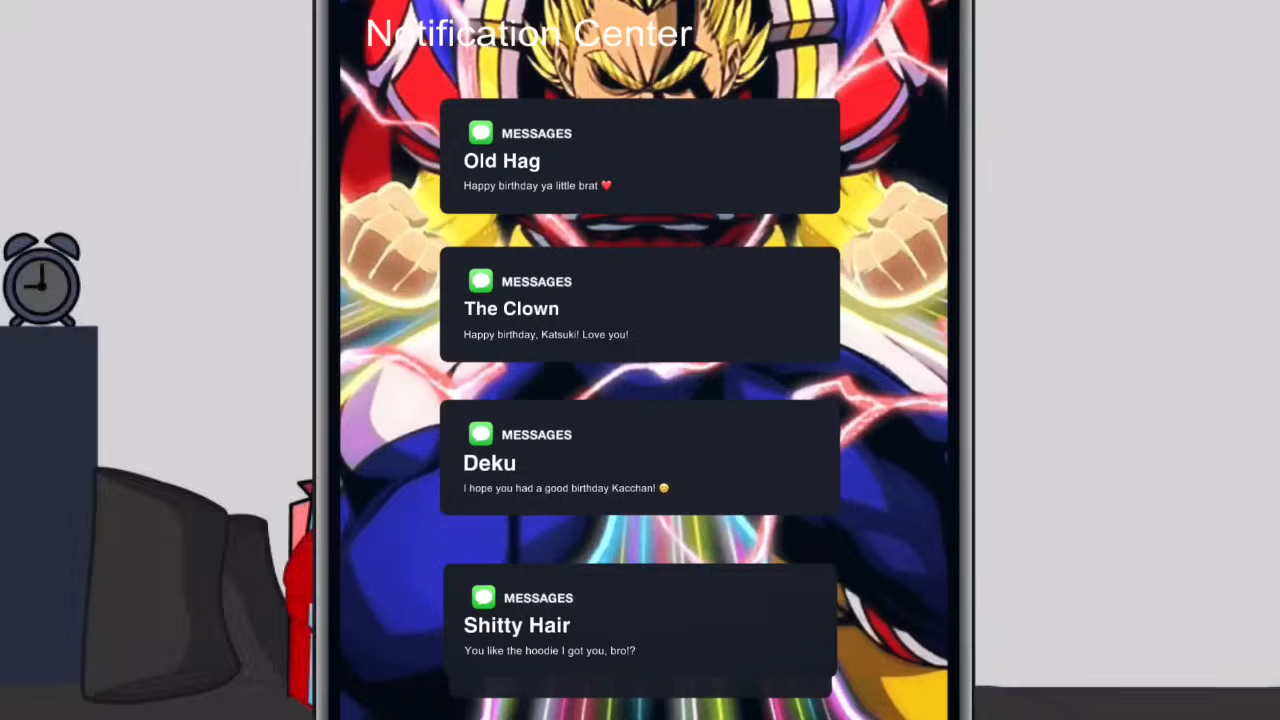 Notification Center
MESSAGES
Old Hag
Happy birthday ya little brat ❤️
MESSAGES
The Clown
Happy birthday, Katsuki! Love you!
MESSAGES
Deku
I hope you had a good birthday Kacchan! 😊
MESSAGES
Shitty Hair
You like the hoodie I got you, bro!?